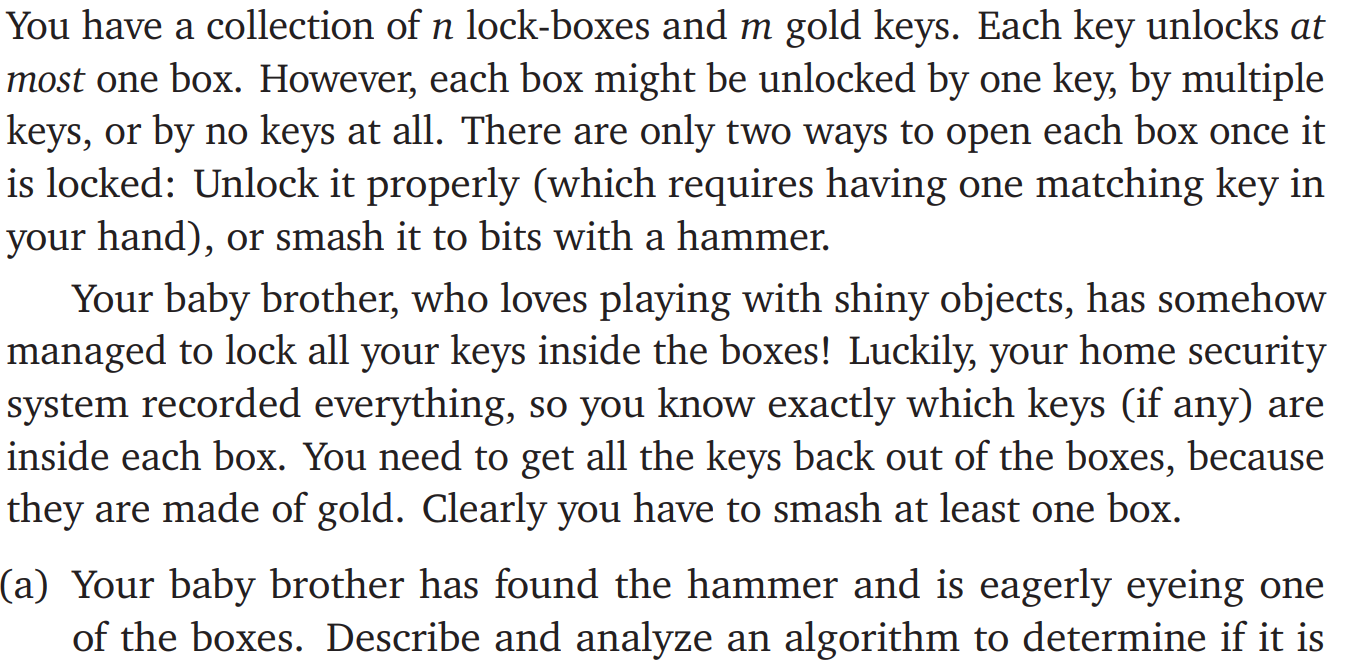 You have a collection of n lock-boxes and m gold keys. Each key unlocks at
most one box. However, each box might be unlocked by one key, by multiple
keys, or by no keys at all. There are only two ways to open each box once it
is locked: Unlock it properly (which requires having one matching key in
your hand), or smash it to bits with a hammer.
Your baby brother, who loves playing with shiny objects, has somehow
managed to lock all your keys inside the boxes! Luckily, your home security
system recorded everything, so you know exactly which keys (if any) are
inside each box. You need to get all the keys back out of the boxes, because
they are made of gold. Clearly you have to smash at least one box.
(a) Your baby brother has found the hammer and is eagerly eyeing one
of the boxes. Describe and analyze an algorithm to determine if it is